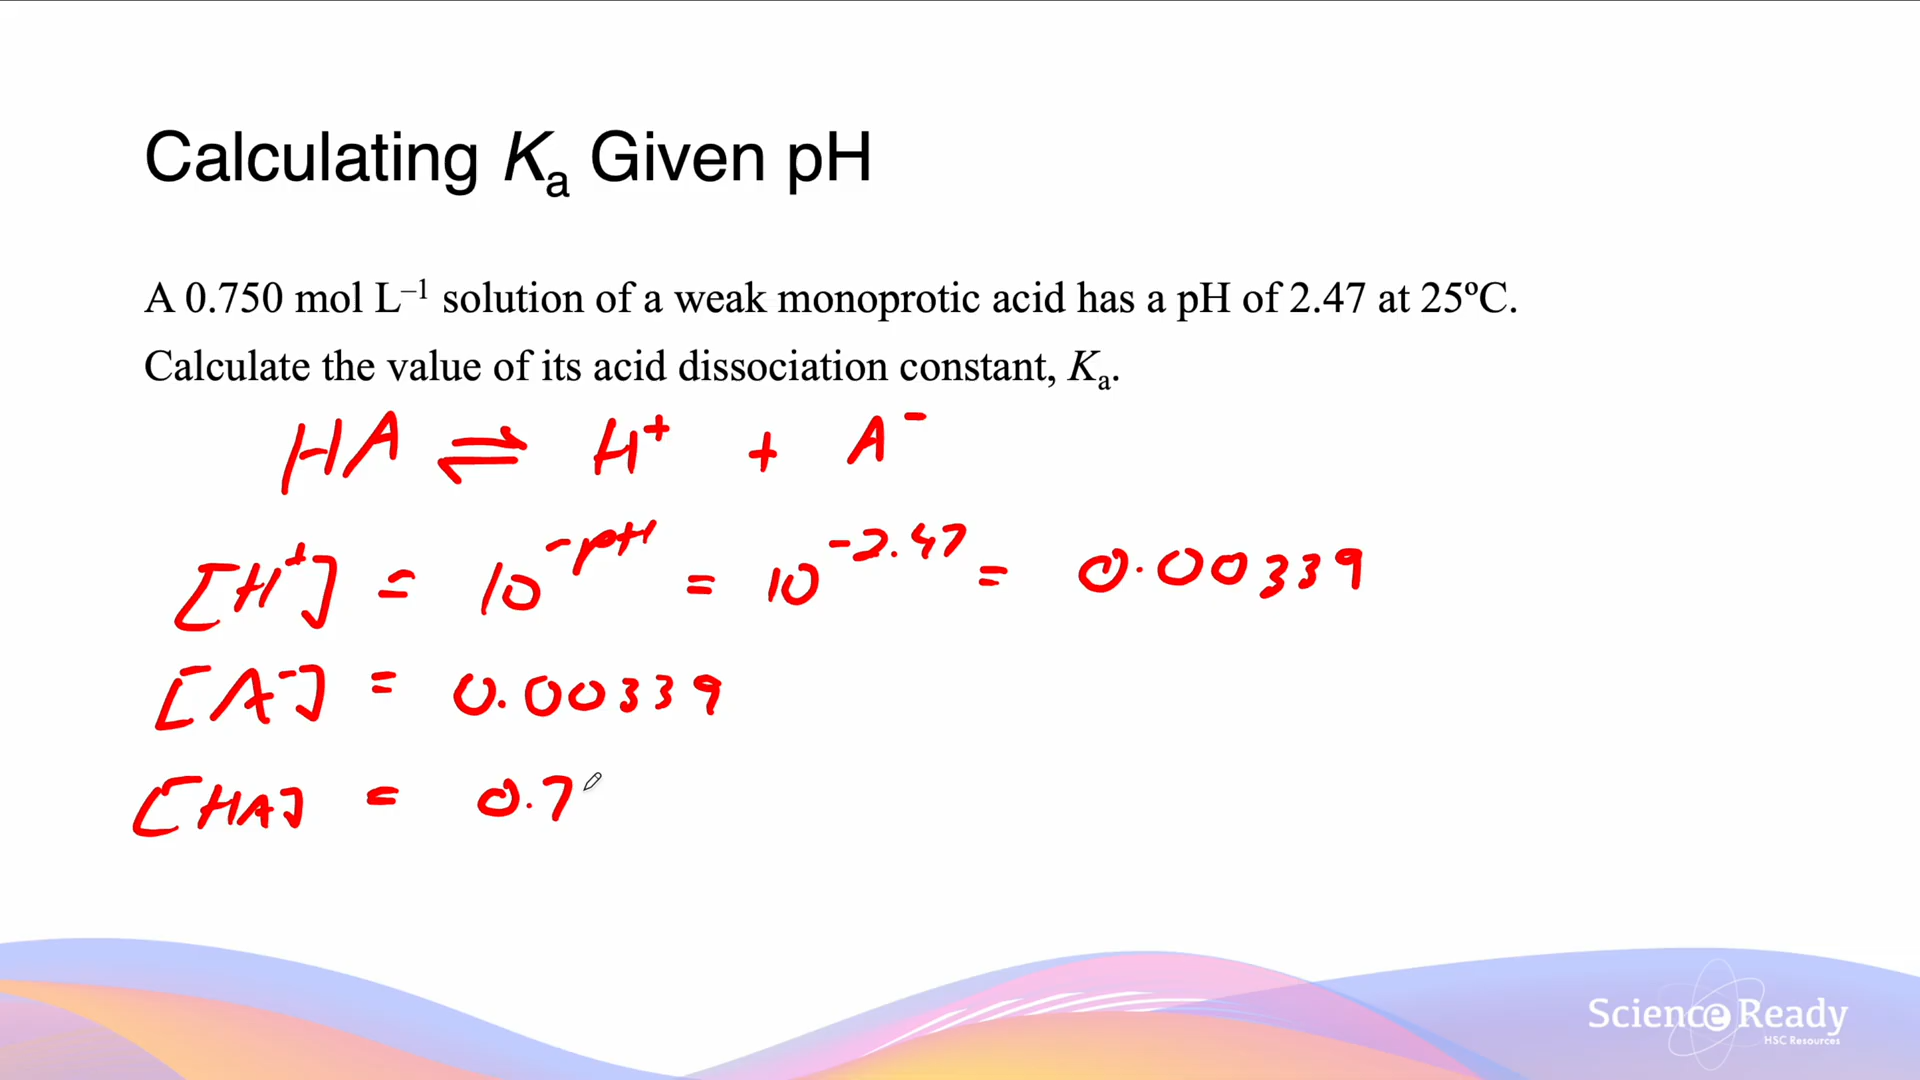 Calculating Ka Given pH
A 0.750 mol L⁻¹ solution of a weak monoprotic acid has a pH of 2.47 at 25ºC.
Calculate the value of its acid dissociation constant, Ka.
HA ⇌ H⁺ + A⁻
[H⁺] = 10^-pH = 10^-2.47 = 0.00339
[A⁻] = 0.00339
[HA] = 0.7
Science Ready
HSC Resources